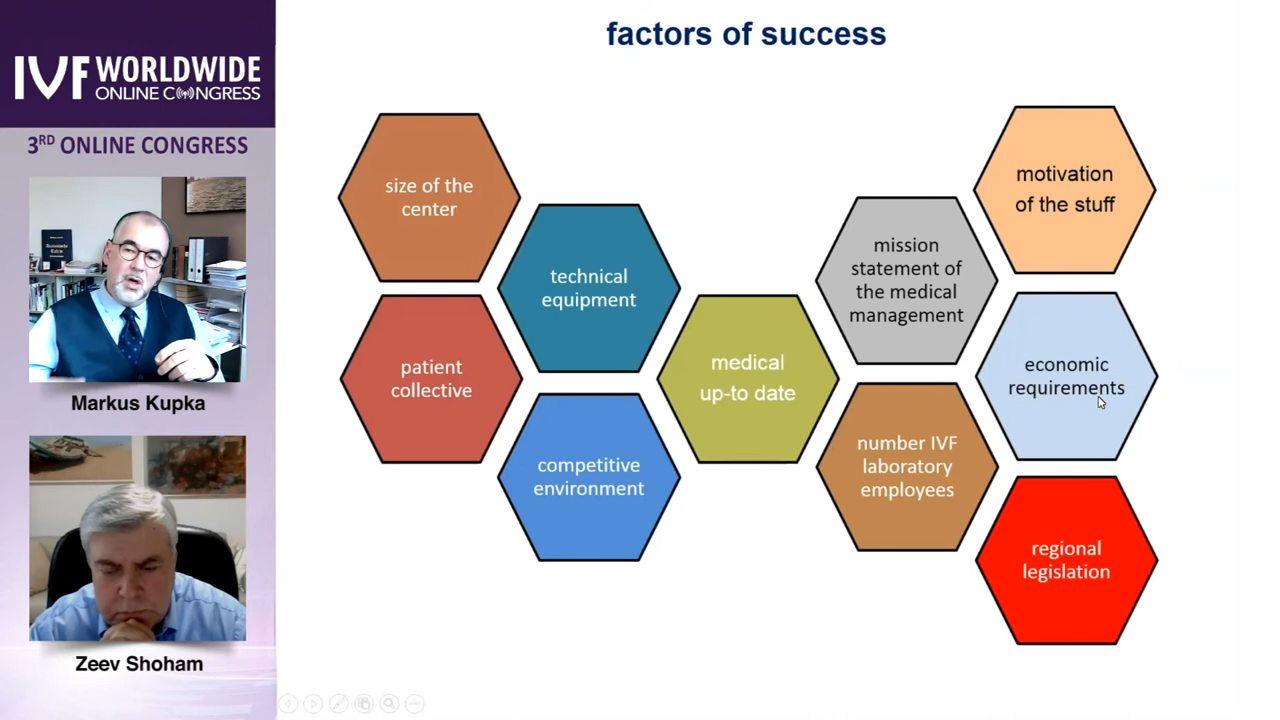 factors of success
IVF WORLDWIDE
ONLINE CONGRESS
3RD ONLINE CONGRESS
Markus Kupka
Zeev Shoham
size of the
center
technical
equipment
patient
collective
competitive
environment
medical
up-to date
mission
statement of
the medical
management
number IVF
laboratory
employees
motivation
of the stuff
economic
requirements
regional
legislation